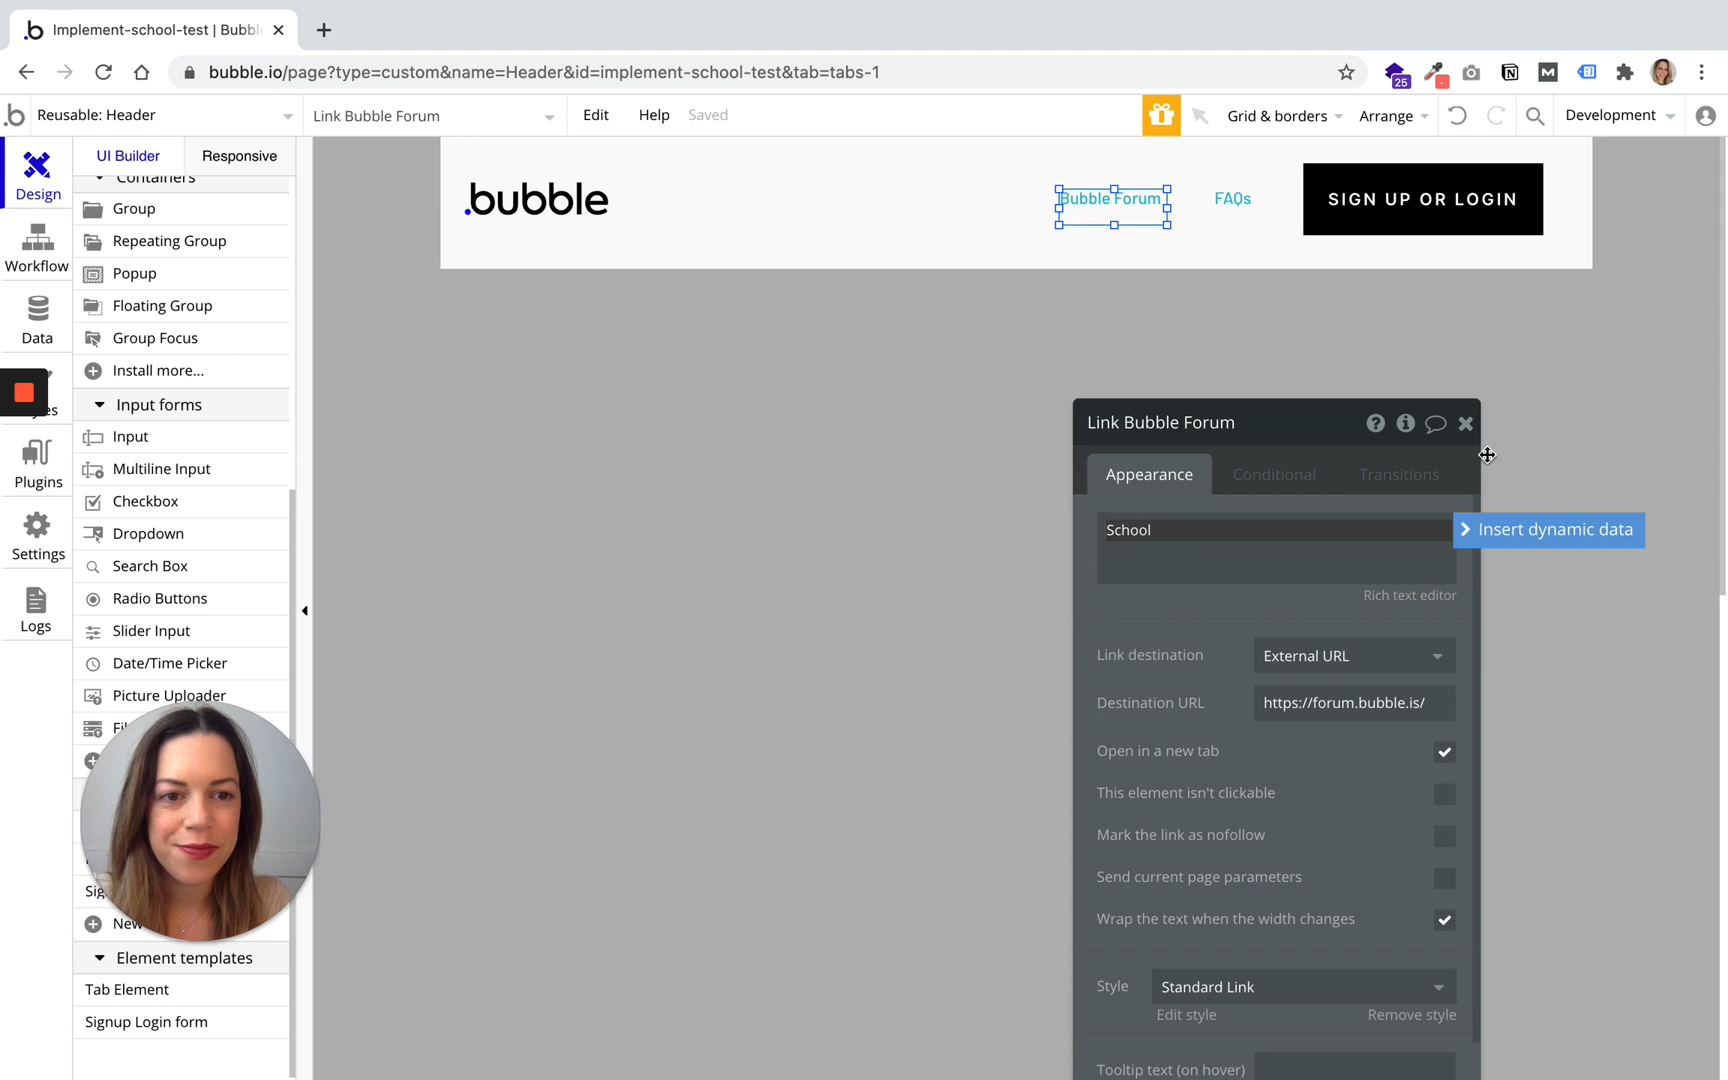 Implement-school-test | Bubbl
bubble.io/page?type=custom&name=Header&id=implement-school-test&tab=tabs-1
25
Reusable: Header
Link Bubble Forum
Edit
Help
Saved
Grid & borders
Arrange
Development
Design
Workflow
Data
Plugins
Settings
Logs
UI Builder
Responsive
Containers
Group
Repeating Group
Popup
Floating Group
Group Focus
Install more...
Input forms
Input
Multiline Input
Checkbox
Dropdown
Search Box
Radio Buttons
Slider Input
Date/Time Picker
Picture Uploader
New
Element templates
Tab Element
Signup Login form
.bubble
Bubble Forum
FAQs
SIGN UP OR LOGIN
Link Bubble Forum
Appearance
Conditional
Transitions
School
Insert dynamic data
Rich text editor
Link destination
External URL
Destination URL
https://forum.bubble.is/
Open in a new tab
This element isn't clickable
Mark the link as nofollow
Send current page parameters
Wrap the text when the width changes
Style
Standard Link
Edit style
Remove style
Tooltip text (on hover)